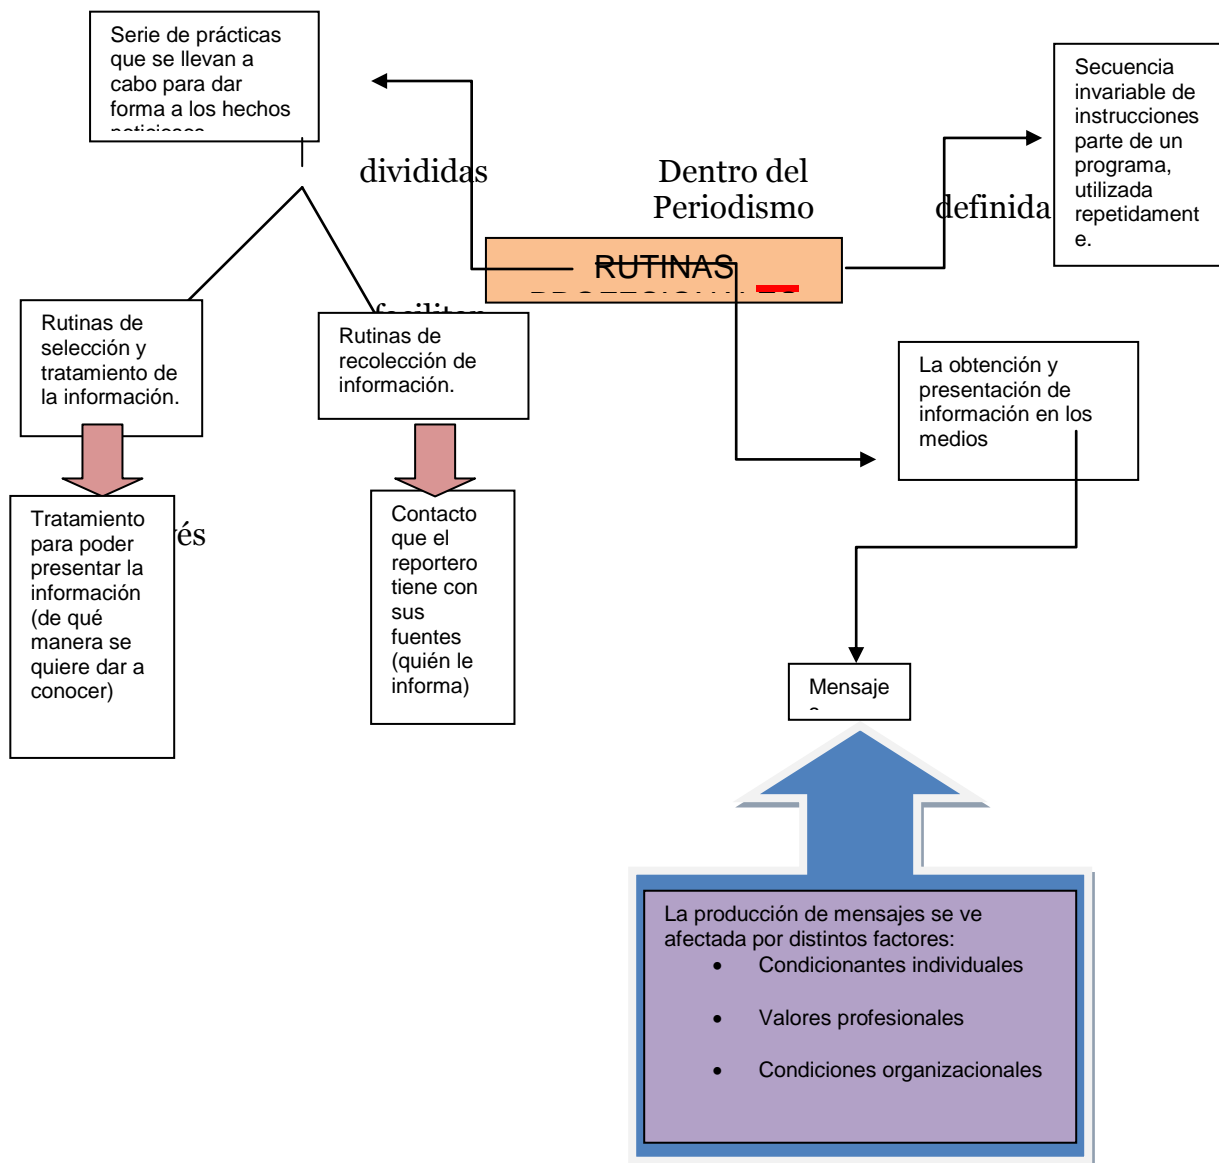 Serie de prácticas
que se llevan a
cabo para dar
forma a los hechos
noticiosos
Secuencia
invariable de
instrucciones
parte de un
programa,
utilizada
repetidament
e.
divididas
Dentro del
Periodismo
definida
RUTINAS
PROFESIONALES
facilitan
Rutinas de
selección y
tratamiento de
la información.
Rutinas de
recolección de
información.
La obtención y
presentación de
información en los
medios
Tratamiento
para poder
presentar la
información
(de qué
manera se
quiere dar a
conocer)
vés
Contacto
que el
reportero
tiene con
sus
fuentes
(quién le
informa)
Mensaje
s
La producción de mensajes se ve
afectada por distintos factores:
• Condicionantes individuales
• Valores profesionales
• Condiciones organizacionales